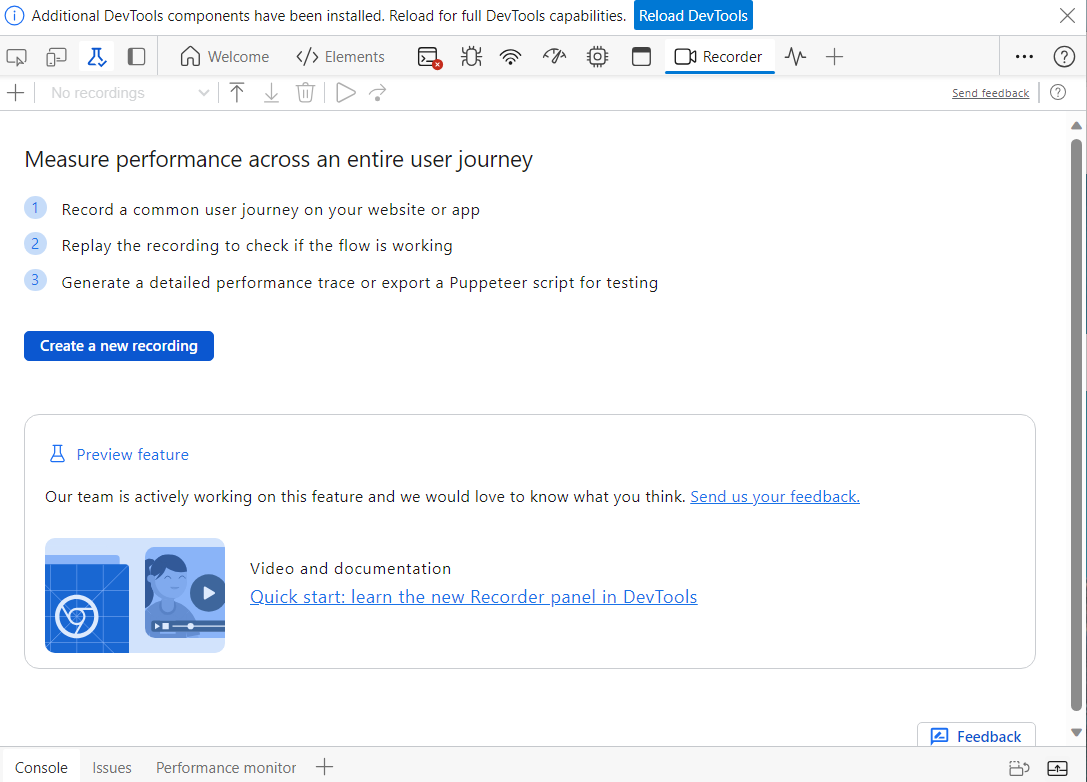 Additional DevTools components have been installed. Reload for full DevTools capabilities. Reload DevTools
Welcome Elements Recorder
No recordings Send feedback
Measure performance across an entire user journey
1 Record a common user journey on your website or app
2 Replay the recording to check if the flow is working
3 Generate a detailed performance trace or export a Puppeteer script for testing
Create a new recording
Preview feature
Our team is actively working on this feature and we would love to know what you think. Send us your feedback.
Video and documentation
Quick start: learn the new Recorder panel in DevTools
Feedback
Console Issues Performance monitor